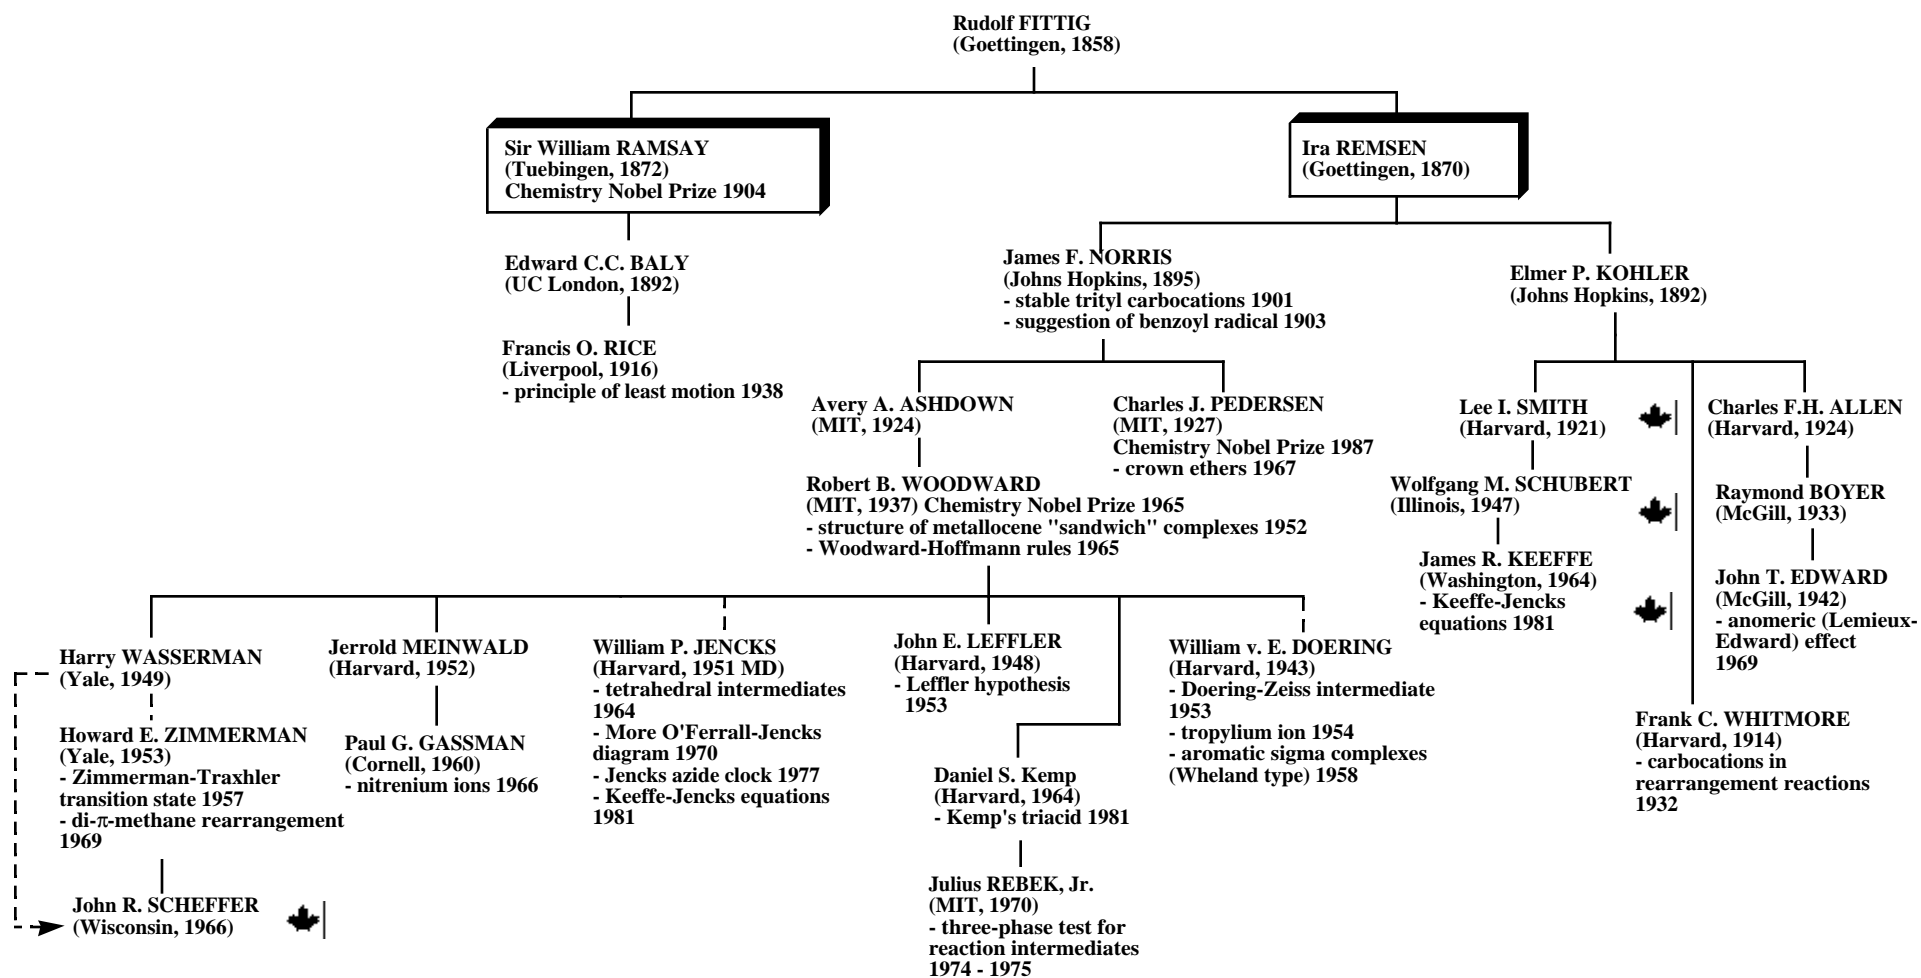 Rudolf FITTIG
(Goettingen, 1858)
Sir William RAMSAY
(Tuebingen, 1872)
Chemistry Nobel Prize 1904
Ira REMSEN
(Goettingen, 1870)
Edward C.C. BALY
(UC London, 1892)
Francis O. RICE
(Liverpool, 1916)
- principle of least motion 1938
James F. NORRIS
(Johns Hopkins, 1895)
- stable trityl carbocations 1901
- suggestion of benzoyl radical 1903
Elmer P. KOHLER
(Johns Hopkins, 1892)
Avery A. ASHDOWN
(MIT, 1924)
Charles J. PEDERSEN
(MIT, 1927)
Chemistry Nobel Prize 1987
- crown ethers 1967
Robert B. WOODWARD
(MIT, 1937) Chemistry Nobel Prize 1965
- structure of metallocene "sandwich" complexes 1952
- Woodward-Hoffmann rules 1965
Lee I. SMITH
(Harvard, 1921)
Wolfgang M. SCHUBERT
(Illinois, 1947)
James R. KEEFFE
(Washington, 1964)
- Keeffe-Jencks
equations 1981
Charles F.H. ALLEN
(Harvard, 1924)
Raymond BOYER
(McGill, 1933)
John T. EDWARD
(McGill, 1942)
- anomeric (Lemieux-
Edward) effect
1969
Frank C. WHITMORE
(Harvard, 1914)
- carbocations in
rearrangement reactions
1932
Harry WASSERMAN
(Yale, 1949)
Howard E. ZIMMERMAN
(Yale, 1953)
- Zimmerman-Traxhler
transition state 1957
- di-π-methane rearrangement
1969
John R. SCHEFFER
(Wisconsin, 1966)
Jerrold MEINWALD
(Harvard, 1952)
Paul G. GASSMAN
(Cornell, 1960)
- nitrenium ions 1966
William P. JENCKS
(Harvard, 1951 MD)
- tetrahedral intermediates
1964
- More O'Ferrall-Jencks
diagram 1970
- Jencks azide clock 1977
- Keeffe-Jencks equations
1981
John E. LEFFLER
(Harvard, 1948)
- Leffler hypothesis
1953
Daniel S. Kemp
(Harvard, 1964)
- Kemp's triacid 1981
Julius REBEK, Jr.
(MIT, 1970)
- three-phase test for
reaction intermediates
1974 - 1975
William v. E. DOERING
(Harvard, 1943)
- Doering-Zeiss intermediate
1953
- tropylium ion 1954
- aromatic sigma complexes
(Wheland type) 1958